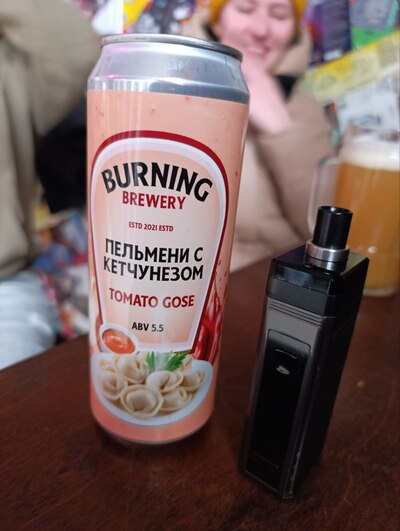 BURNING
BREWERY
ESTD 2021 ESTD
ПЕЛЬМЕНИ С
КЕТЧУНЕЗОМ
TOMATO GOSE
ABV 5.5